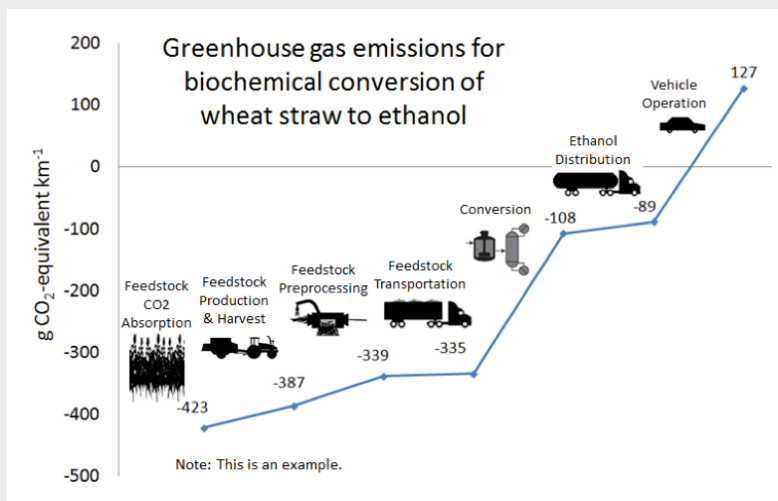 Greenhouse gas emissions for
biochemical conversion of
wheat straw to ethanol
g CO₂-equivalent km⁻¹
200
100
0
-100
-200
-300
-400
-500
Feedstock
CO2
Absorption
-423
Feedstock
Production
& Harvest
-387
Feedstock
Preprocessing
-339
Feedstock
Transportation
-335
Conversion
-108
Ethanol
Distribution
-89
Vehicle
Operation
127
Note: This is an example.